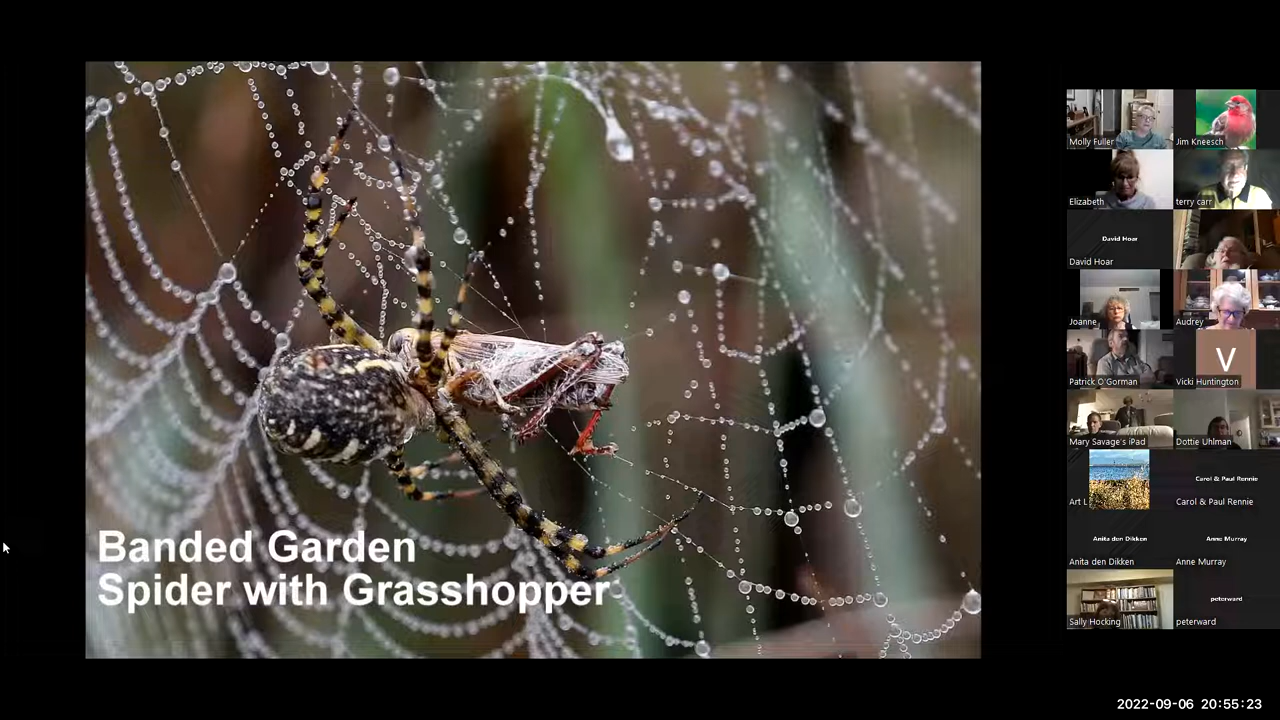 Banded Garden
Spider with Grasshopper
Molly Fuller
Jim Kneesch
Elizabeth
terry carr
David Hoar
David Hoar
Joanne
Audrey
Patrick O'Gorman
V
Vicki Huntington
Mary Savage's iPad
Dottie Uhlman
Art L
Carol & Paul Rennie
Carol & Paul Rennie
Anita den Dikken
Anita den Dikken
Anne Murray
Anne Murray
Sally Hocking
peterward
peterward
2022-09-06 20:55:23